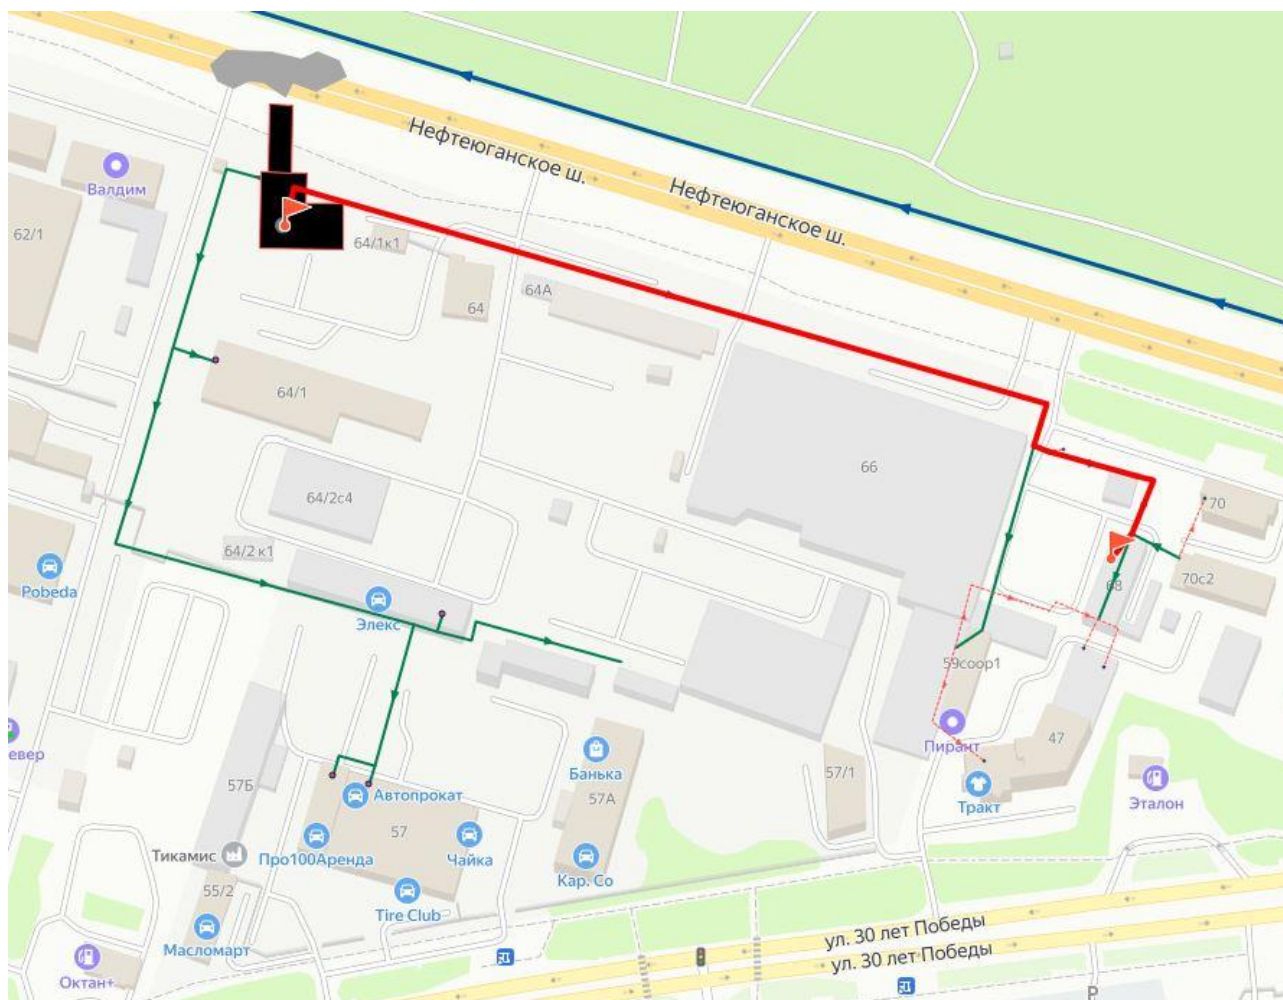 Нефтеюганское ш.
Нефтеюганское ш.
Валдим
62/1
64/1к1
64А
64
64/1
66
64/2с4
70
64/2 к1
Pobeda
70с2
68
Элекс
59соор1
евер
Пирант
47
Банька
57/1
57Б
Автопрокат
57А
Эталон
Тракт
57
Тикамис
Про100Аренда
Чайка
Кар. Со
55/2
Tire Club
Масломарт
ул. 30 лет Победы
ул. 30 лет Победы
Октан+
P